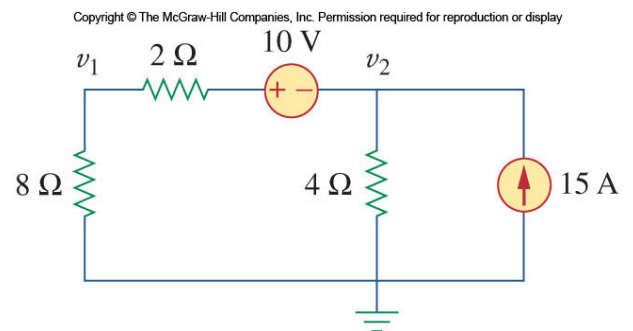 Copyright © The McGraw-Hill Companies, Inc. Permission required for reproduction or display
10 V
v₁ 2 Ω v₂
+ −
8 Ω 4 Ω 15 A